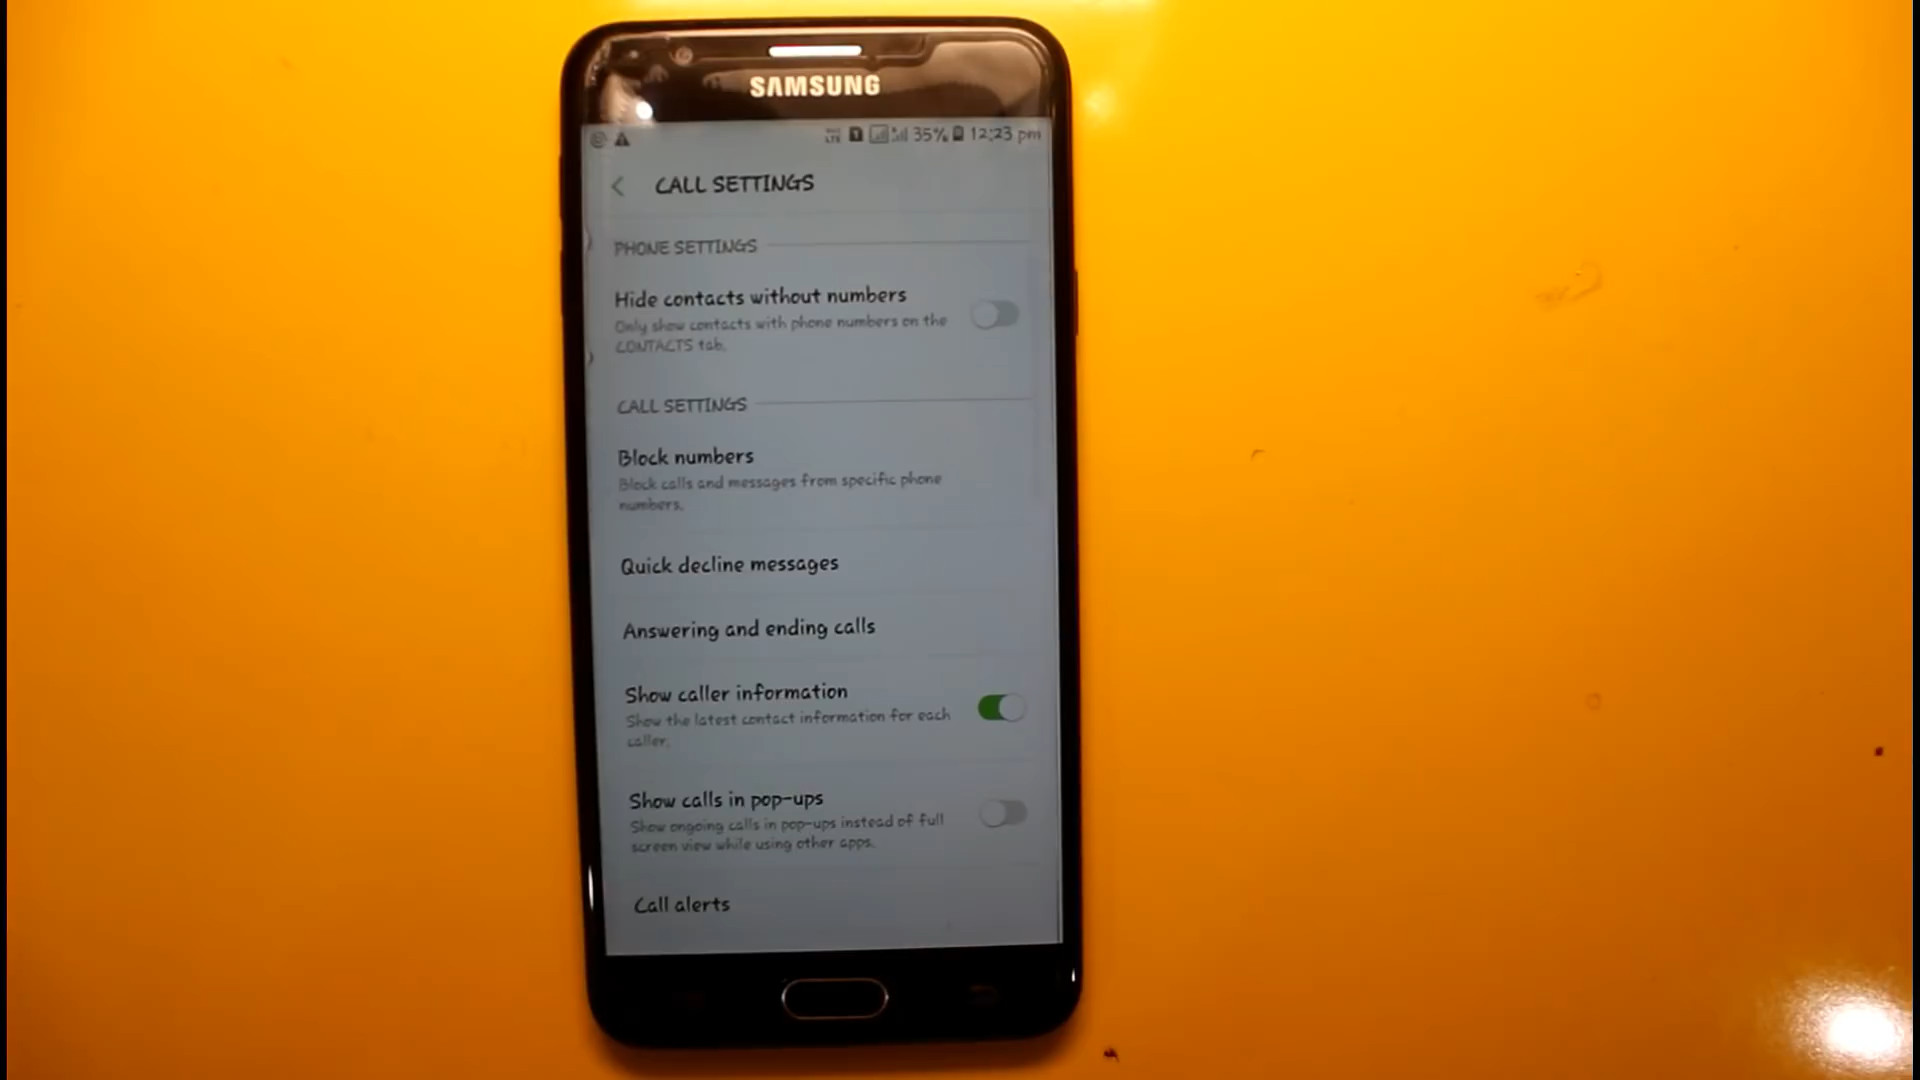 SAMSUNG
LTE 35% 12:23 pm
CALL SETTINGS
PHONE SETTINGS
Hide contacts without numbers
Only show contacts with phone numbers on the
CONTACTS tab.
CALL SETTINGS
Block numbers
Block calls and messages from specific phone
numbers.
Quick decline messages
Answering and ending calls
Show caller information
Show the latest contact information for each
caller.
Show calls in pop-ups
Show ongoing calls in pop-ups instead of full
screen view while using other apps.
Call alerts